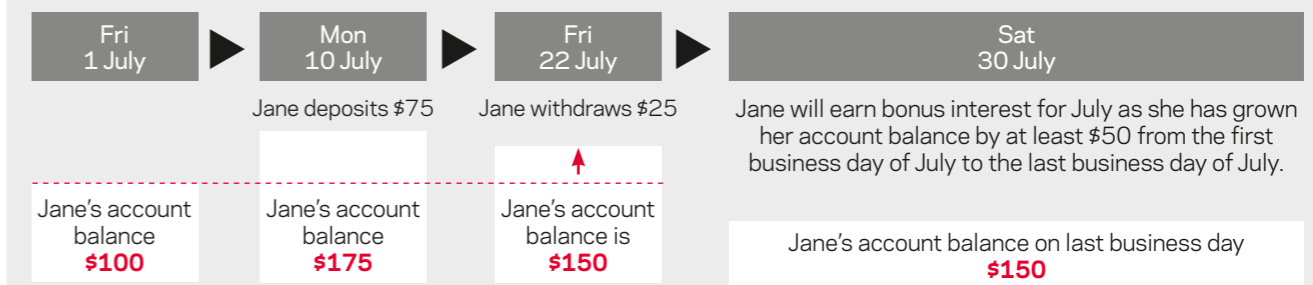 Fri
1 July
Mon
10 July
Fri
22 July
Sat
30 July
Jane deposits $75
Jane withdraws $25
Jane will earn bonus interest for July as she has grown
her account balance by at least $50 from the first
business day of July to the last business day of July.
Jane's account
balance
$100
Jane's account
balance
$175
Jane's account
balance is
$150
Jane's account balance on last business day
$150